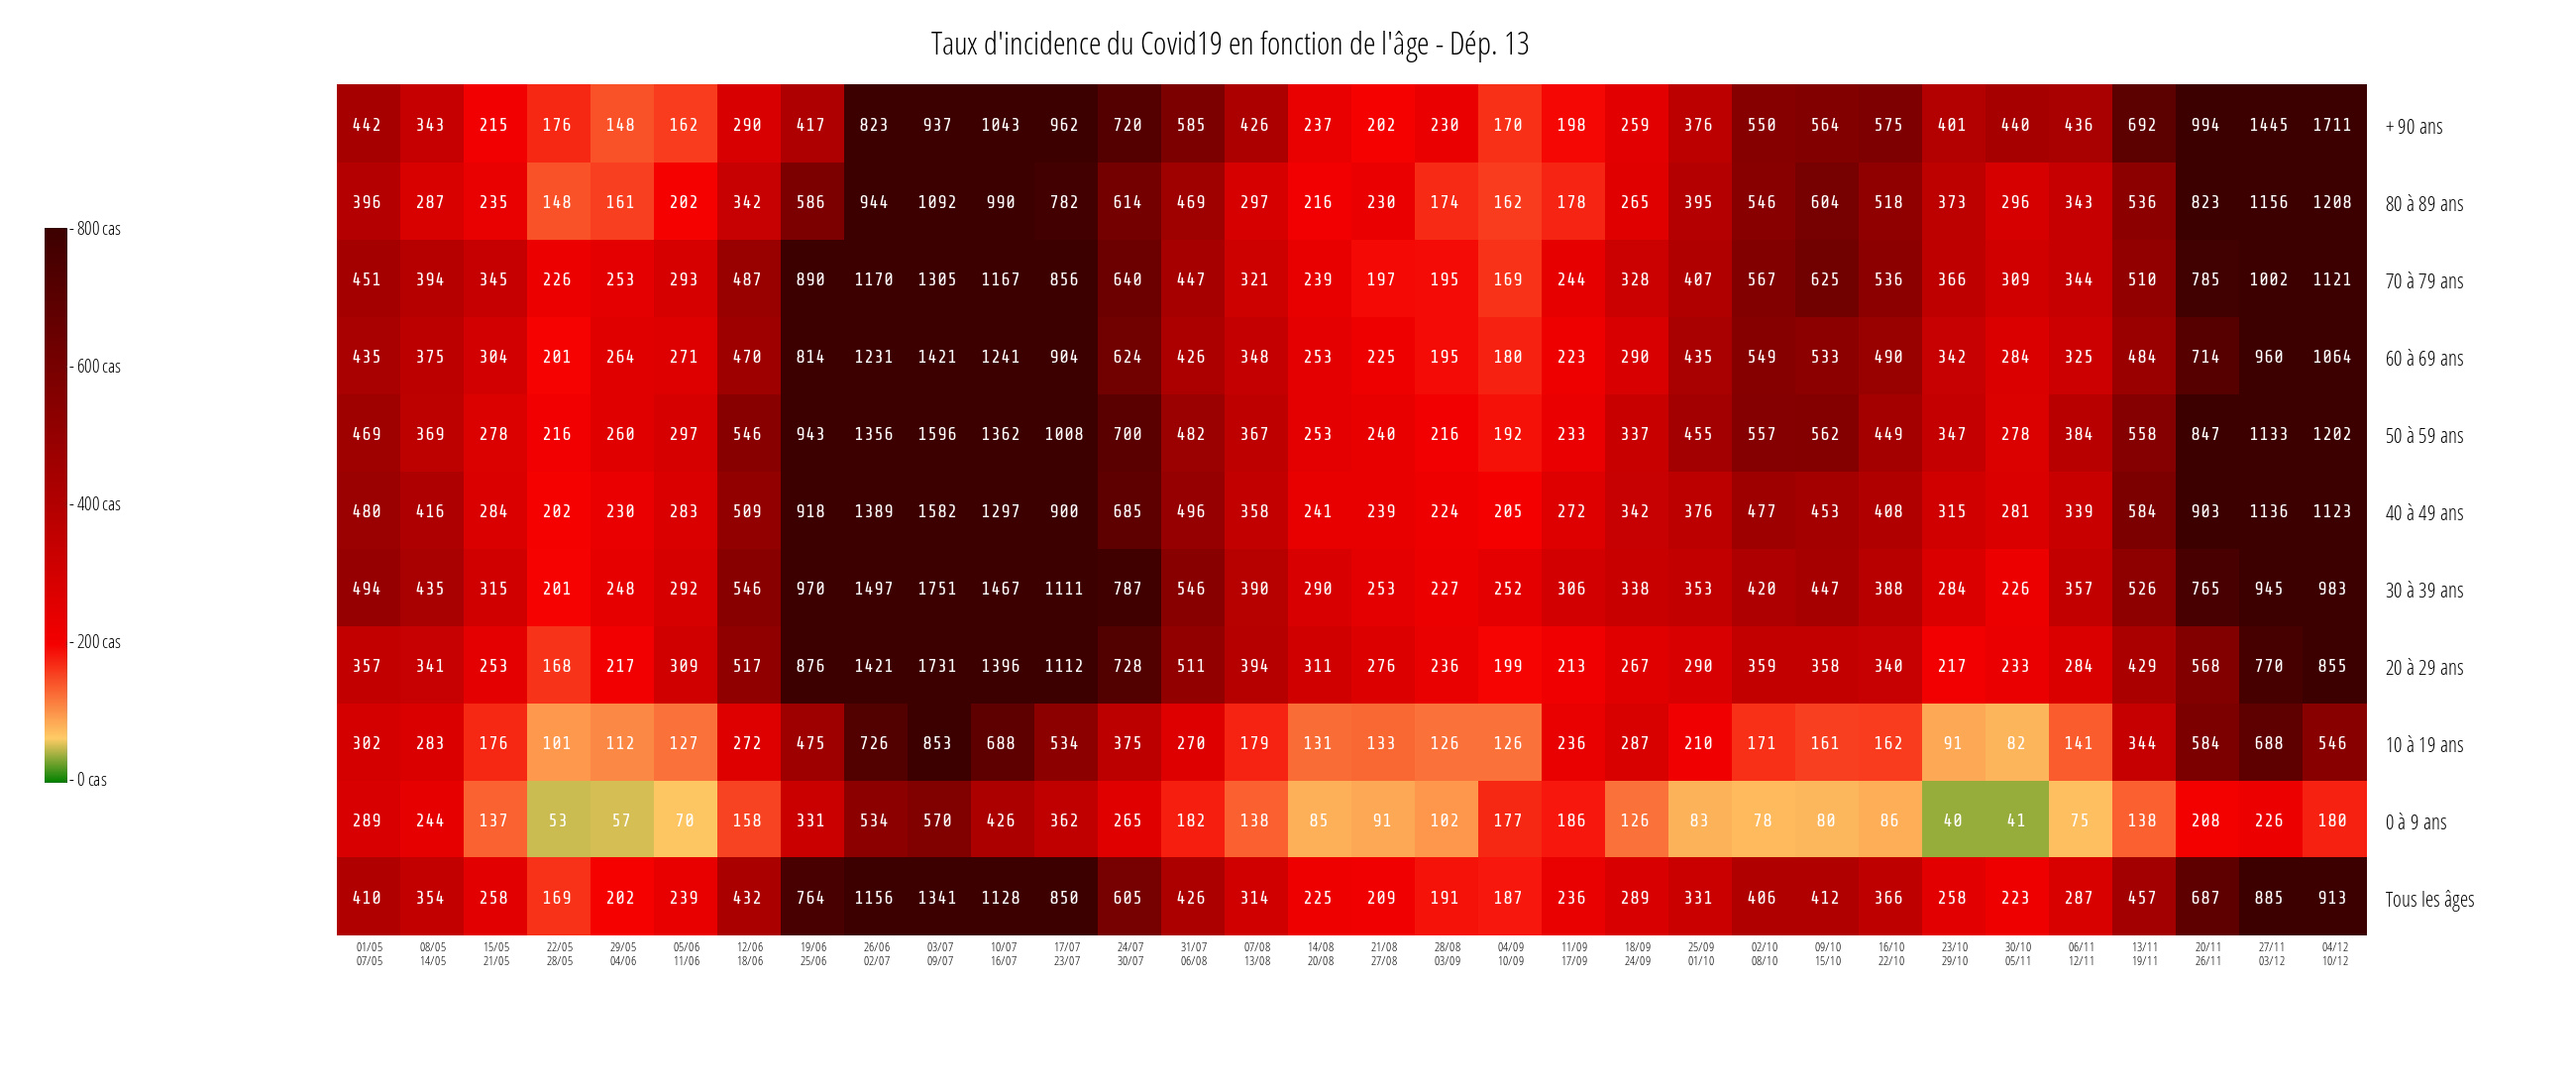 Taux d'incidence du Covid19 en fonction de l'âge - Dép. 13
- 800 cas
- 600 cas
- 400 cas
- 200 cas
- 0 cas
442 343 215 176 148 162 290 417 823 937 1043 962 720 585 426 237 202 230 170 198 259 376 550 564 575 401 440 436 692 994 1445 1711 + 90 ans
396 287 235 148 161 202 342 586 944 1092 990 782 614 469 297 216 230 174 162 178 265 395 546 604 518 373 296 343 536 823 1156 1208 80 à 89 ans
451 394 345 226 253 293 487 890 1170 1305 1167 856 640 447 321 239 197 195 169 244 328 407 567 625 536 366 309 344 510 785 1002 1121 70 à 79 ans
435 375 304 201 264 271 470 814 1231 1421 1241 904 624 426 348 253 225 195 180 223 290 435 549 533 490 342 284 325 484 714 960 1064 60 à 69 ans
469 369 278 216 260 297 546 943 1356 1596 1362 1008 700 482 367 253 240 216 192 233 337 455 557 562 449 347 278 384 558 847 1133 1202 50 à 59 ans
480 416 284 202 230 283 509 918 1389 1582 1297 900 685 496 358 241 239 224 205 272 342 376 477 453 408 315 281 339 584 903 1136 1123 40 à 49 ans
494 435 315 201 248 292 546 970 1497 1751 1467 1111 787 546 390 290 253 227 252 306 338 353 420 447 388 284 226 357 526 765 945 983 30 à 39 ans
357 341 253 168 217 309 517 876 1421 1731 1396 1112 728 511 394 311 276 236 199 213 267 290 359 358 340 217 233 284 429 568 770 855 20 à 29 ans
302 283 176 101 112 127 272 475 726 853 688 534 375 270 179 131 133 126 126 236 287 210 171 161 162 91 82 141 344 584 688 546 10 à 19 ans
289 244 137 53 57 70 158 331 534 570 426 362 265 182 138 85 91 102 177 186 126 83 78 80 86 40 41 75 138 208 226 180 0 à 9 ans
410 354 258 169 202 239 432 764 1156 1341 1128 850 605 426 314 225 209 191 187 236 289 331 406 412 366 258 223 287 457 687 885 913 Tous les âges
01/05 08/05 15/05 22/05 29/05 05/06 12/06 19/06 26/06 03/07 10/07 17/07 24/07 31/07 07/08 14/08 21/08 28/08 04/09 11/09 18/09 25/09 02/10 09/10 16/10 23/10 30/10 06/11 13/11 20/11 27/11 04/12
07/05 14/05 21/05 28/05 04/06 11/06 18/06 25/06 02/07 09/07 16/07 23/07 30/07 06/08 13/08 20/08 27/08 03/09 10/09 17/09 24/09 01/10 08/10 15/10 22/10 29/10 05/11 12/11 19/11 26/11 03/12 10/12